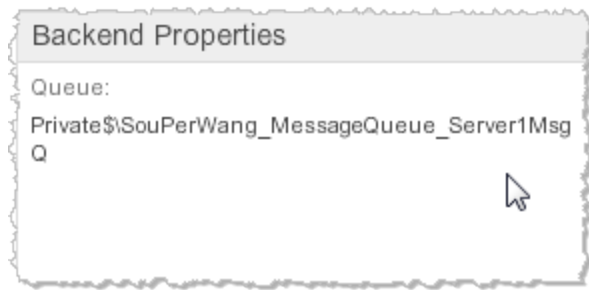 Backend Properties
Queue:
Private$\SouPerWang_MessageQueue_Server1Msg
Q